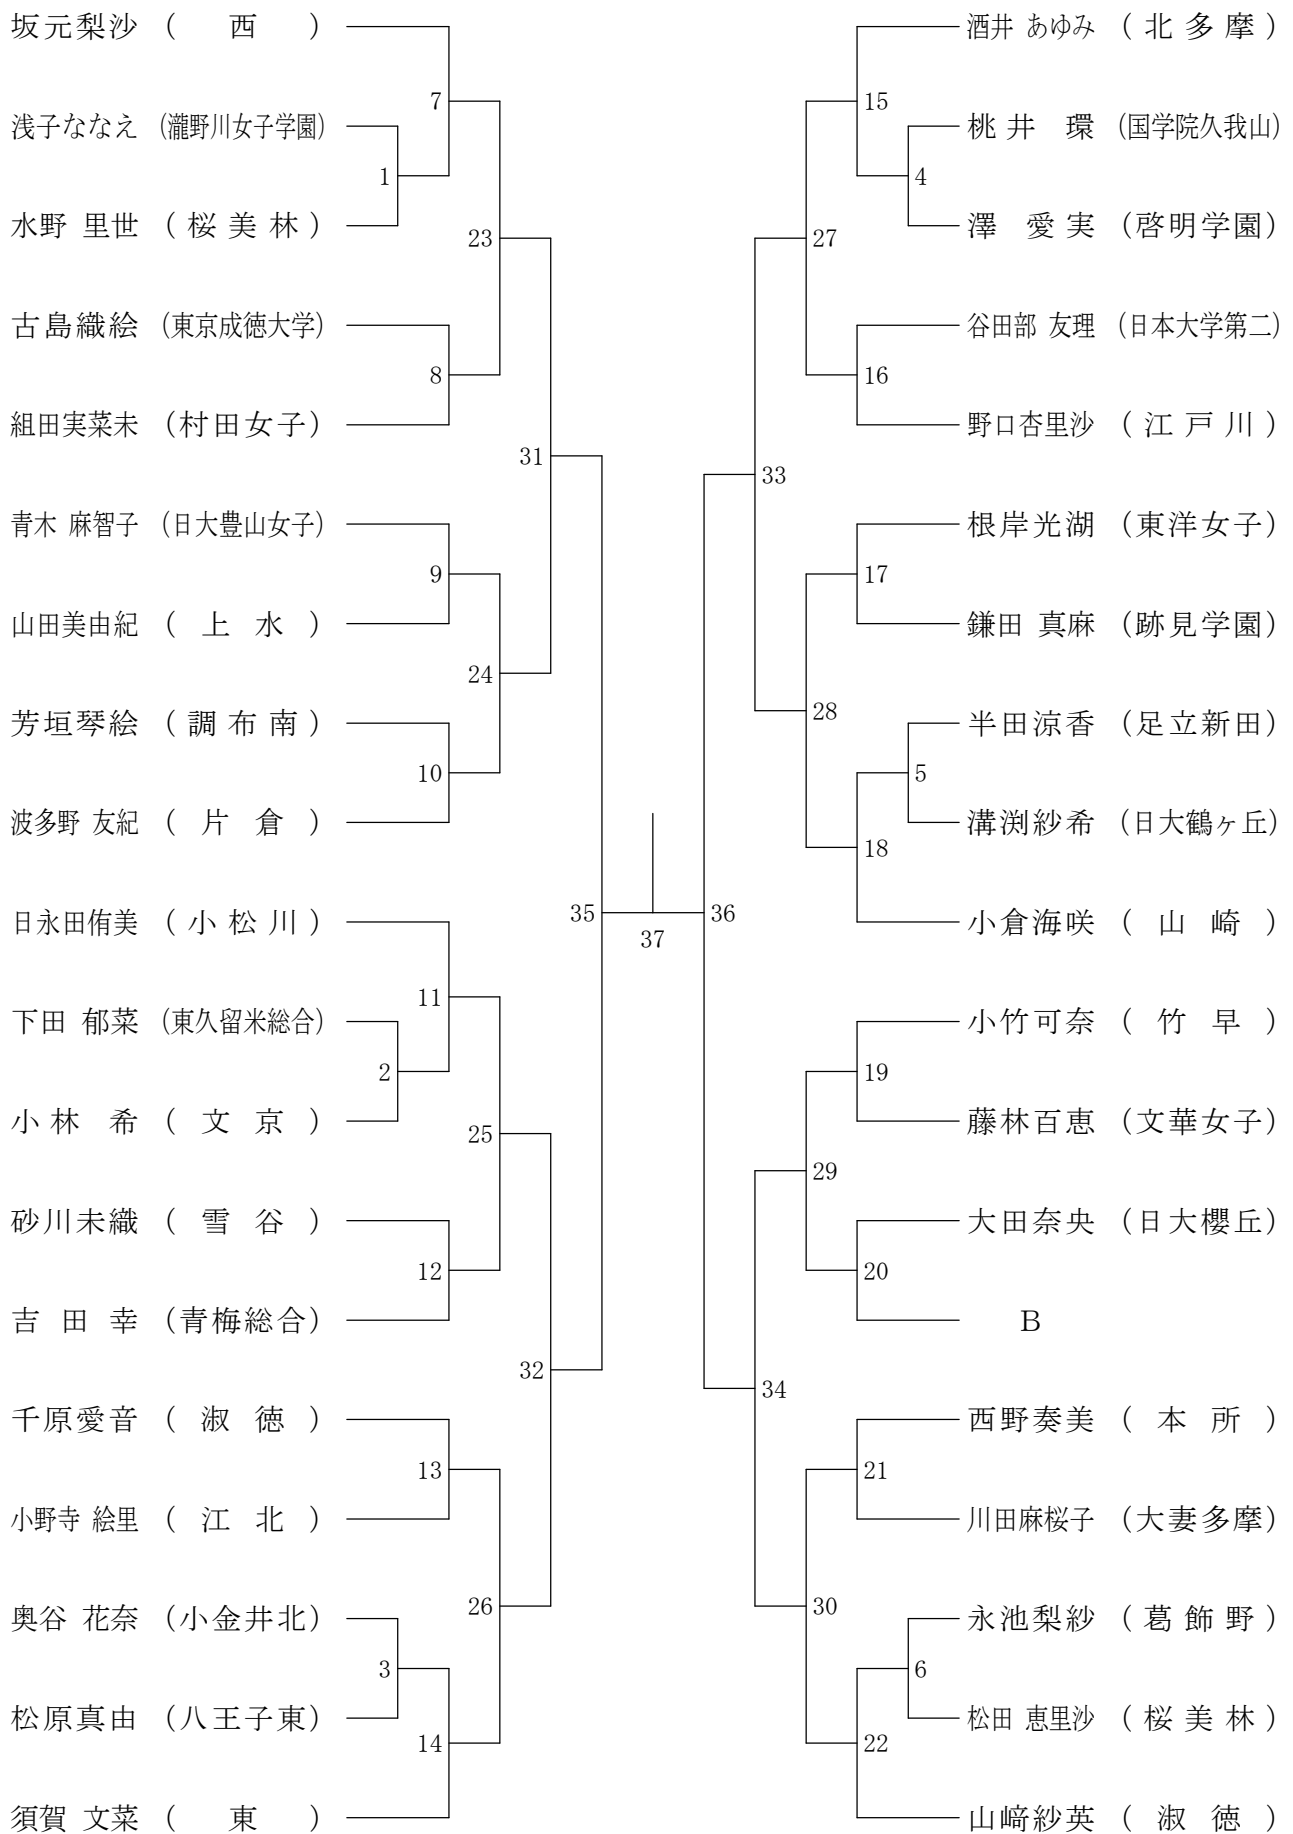 坂元梨沙 (　西　)
7
浅子ななえ (瀧野川女子学園)
1
水野 里世 (桜美林)
23
古島織絵 (東京成徳大学)
8
組田実菜未 (村田女子)
31
青木 麻智子 (日大豊山女子)
9
山田美由紀 (上水)
24
芳垣琴絵 (調布南)
10
波多野 友紀 (片倉)
35
日永田侑美 (小松川)
11
下田 郁菜 (東久留米総合)
2
小林 希 (文京)
25
砂川未織 (雪谷)
12
吉田幸 (青梅総合)
32
千原愛音 (淑徳)
13
小野寺 絵里 (江北)
26
奥谷 花奈 (小金井北)
3
松原真由 (八王子東)
14
須賀 文菜 (　東　)
37
酒井 あゆみ (北多摩)
15
桃井 環 (国学院久我山)
4
澤 愛実 (啓明学園)
27
谷田部 友理 (日本大学第二)
16
野口杏里沙 (江戸川)
33
根岸光湖 (東洋女子)
17
鎌田 真麻 (跡見学園)
28
半田涼香 (足立新田)
5
溝渕紗希 (日大鶴ヶ丘)
18
小倉海咲 (山崎)
36
小竹可奈 (竹早)
19
藤林百恵 (文華女子)
29
大田奈央 (日大櫻丘)
20
B
34
西野奏美 (本所)
21
川田麻桜子 (大妻多摩)
30
永池梨紗 (葛飾野)
6
松田 恵里沙 (桜美林)
22
山﨑紗英 (淑徳)